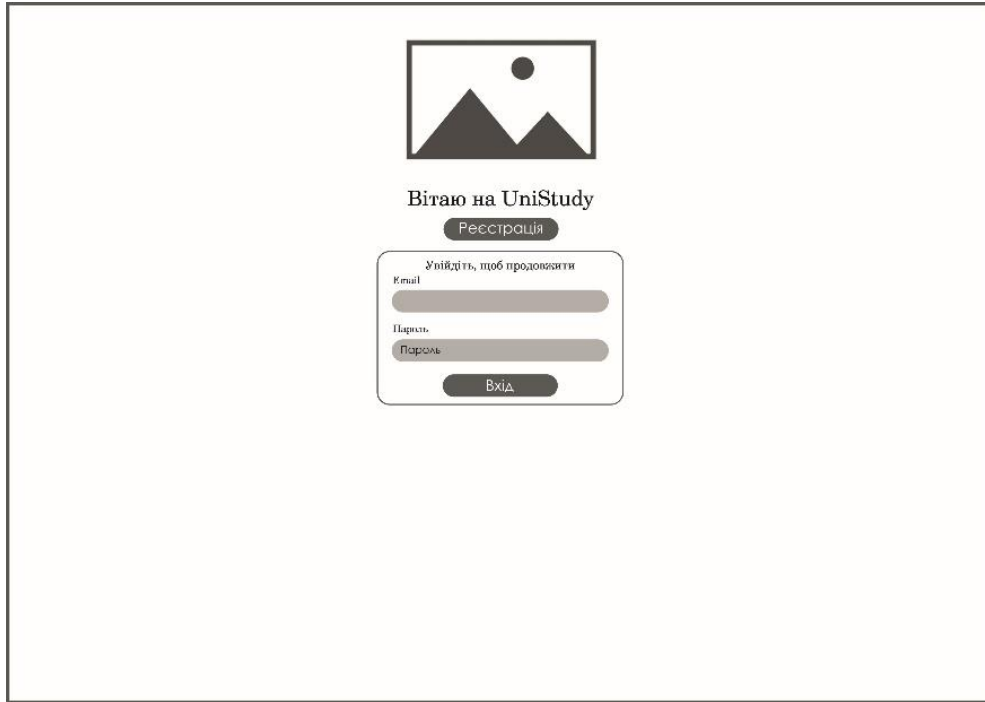 Вітаю на UniStudy
Реєстрація
Увійдіть, щоб продовжити
Email
Пароль
Пароль
Вхід